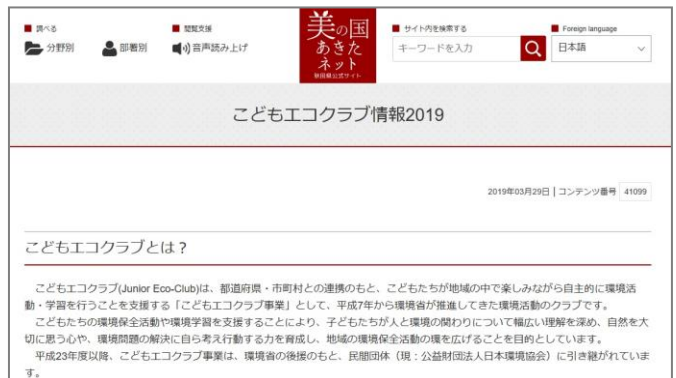 調べる
分野別
部署別
閲覧支援
音声読み上げ
美の国
あきた
ネット
秋田県公式サイト
サイト内を検索する
キーワードを入力
Foreign language
日本語
こどもエコクラブ情報2019
2019年03月29日 | コンテンツ番号 41099
こどもエコクラブとは?
こどもエコクラブ(Junior Eco-Club)は、都道府県・市町村との連携のもと、こどもたちが地域の中で楽しみながら自主的に環境活
動・学習を行うことを支援する「こどもエコクラブ事業」として、平成7年から環境省が推進してきた環境活動のクラブです。
こどもたちの環境保全活動や環境学習を支援することにより、子どもたちが人と環境の関わりについて幅広い理解を深め、自然を大
切に思う心や、環境問題の解決に自ら考え行動する力を育成し、地域の環境保全活動の環を広げることを目的としています。
平成23年度以降、こどもエコクラブ事業は、環境省の後援のもと、民間団体（現：公益財団法人日本環境協会）に引き継がれていま
す。